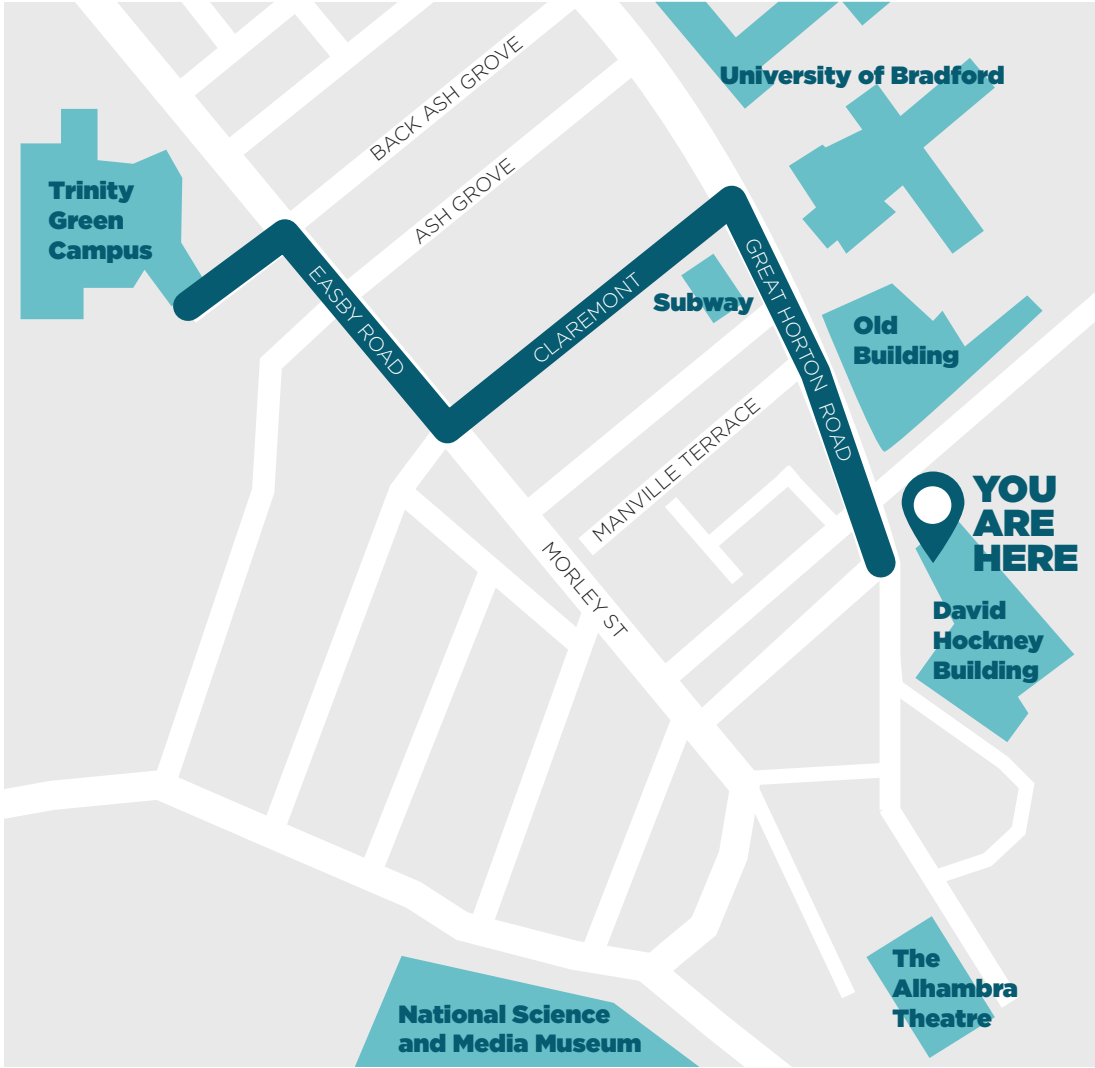 University of Bradford
BACK ASH GROVE
ASH GROVE
Trinity
Green
Campus
EASBY ROAD
CLAREMONT
Subway
GREAT HORTON ROAD
Old
Building
MANVILLE TERRACE
MORLEY ST
YOU
ARE
HERE
David
Hockney
Building
The
Alhambra
Theatre
National Science
and Media Museum